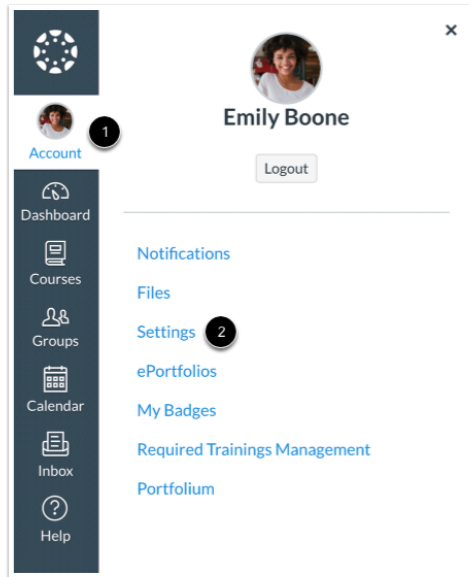 ×
Emily Boone
Logout
1
Account
Dashboard
Courses
Groups
Calendar
Inbox
Help
Notifications
Files
Settings 2
ePortfolios
My Badges
Required Trainings Management
Portfolium